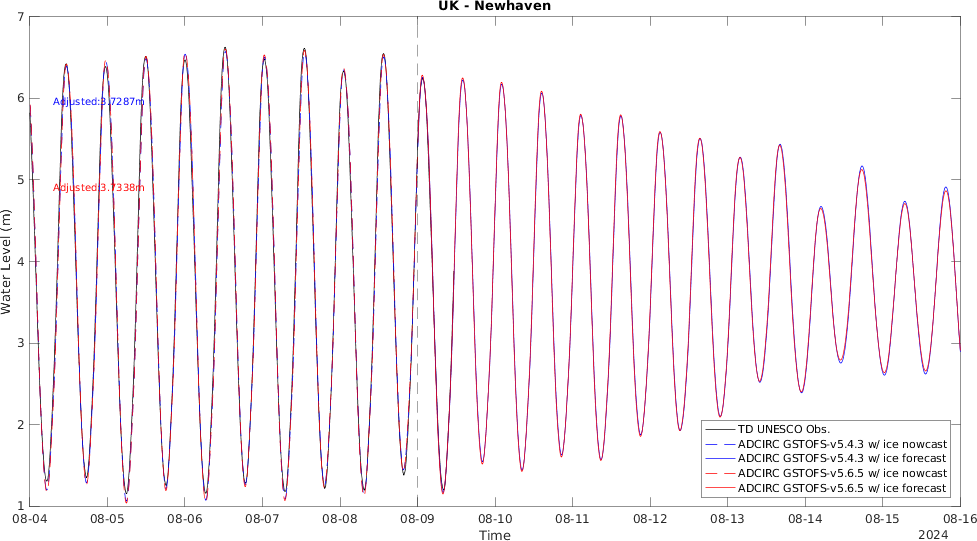 UK - Newhaven
7
6
5
4
3
2
1
Water Level (m)
Adjusted:3.7287m
Adjusted:3.7338m
TD UNESCO Obs.
ADCIRC GSTOFS-v5.4.3 w/ ice nowcast
ADCIRC GSTOFS-v5.4.3 w/ ice forecast
ADCIRC GSTOFS-v5.6.5 w/ ice nowcast
ADCIRC GSTOFS-v5.6.5 w/ ice forecast
08-04 08-05 08-06 08-07 08-08 08-09 08-10 08-11 08-12 08-13 08-14 08-15 08-16
Time
2024